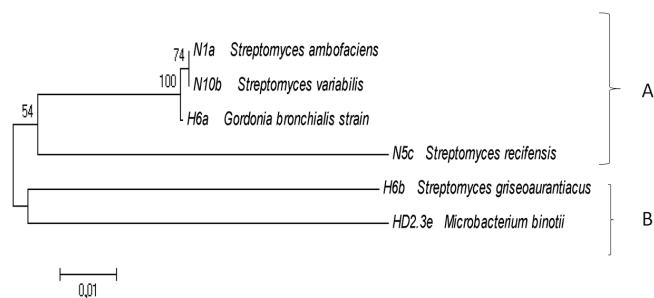 74 N1a Streptomyces ambofaciens
N10b Streptomyces variabilis
100
H6a Gordonia bronchialis strain
A
54
N5c Streptomyces recifensis
H6b Streptomyces griseoaurantiacus
HD2.3e Microbacterium binotii
B
0.01